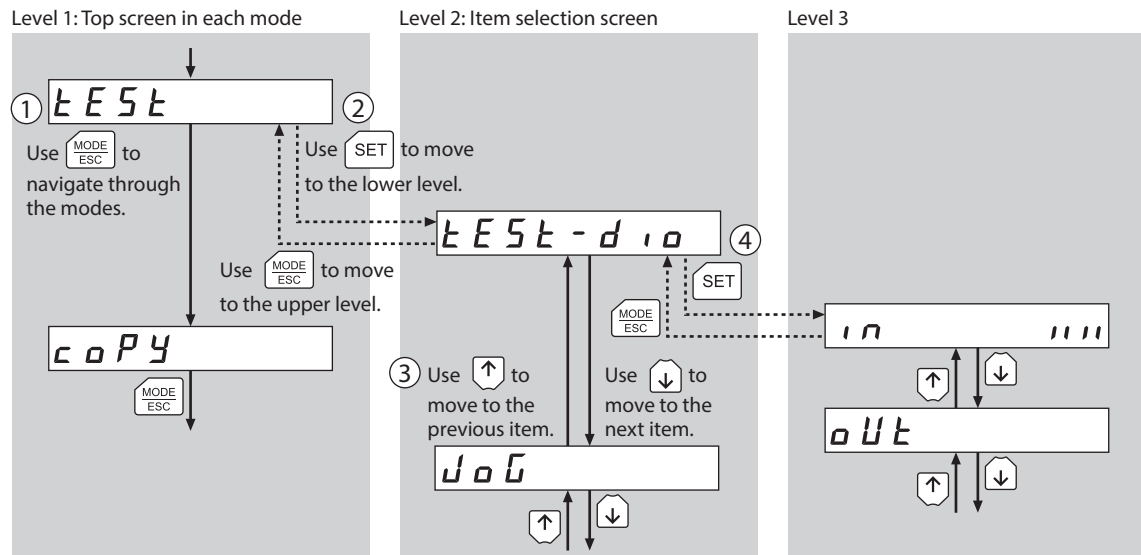 Level 1: Top screen in each mode
Level 2: Item selection screen
Level 3
1
tESt
2
Use MODE
ESC to
navigate through
the modes.
Use SET to move
to the lower level.
Use MODE
ESC to move
to the upper level.
coPY
MODE
ESC
tESt-dio
4
SET
MODE
ESC
3 Use ↑ to
move to the
previous item.
Use ↓ to
move to the
next item.
JoG
↑
↓
in
↑
↓
oUt
↑
↓